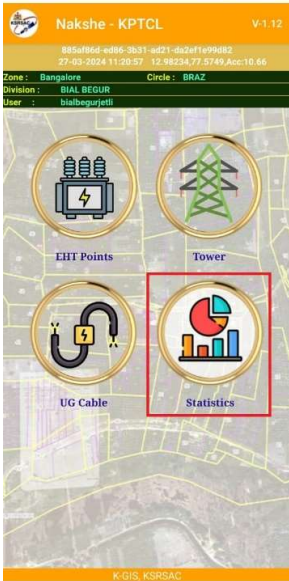 KSRSAC
Nakshe - KPTCL
V-1.12
885af86d-ed86-3b31-ad21-da2ef1e99d82
27-03-2024 11:20:57 12.98234,77.5749,Acc:10.66
Zone : Bangalore Circle : BRAZ
Division : BIAL BEGUR
User : bialbegurjetli
EHT Points
Tower
UG Cable
Statistics
K-GIS, KSRSAC